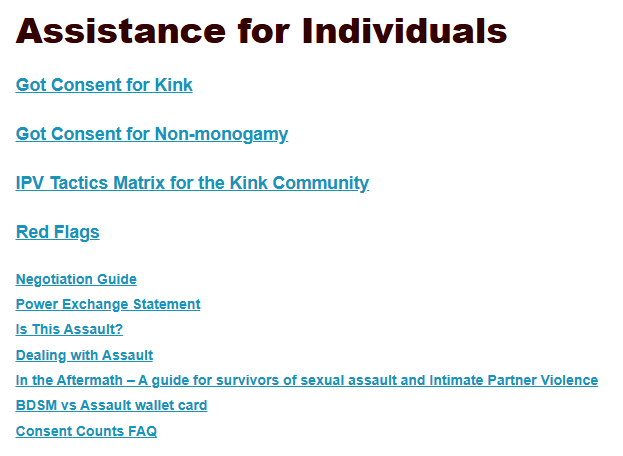 Assistance for Individuals
Got Consent for Kink
Got Consent for Non-monogamy
IPV Tactics Matrix for the Kink Community
Red Flags
Negotiation Guide
Power Exchange Statement
Is This Assault?
Dealing with Assault
In the Aftermath – A guide for survivors of sexual assault and Intimate Partner Violence
BDSM vs Assault wallet card
Consent Counts FAQ